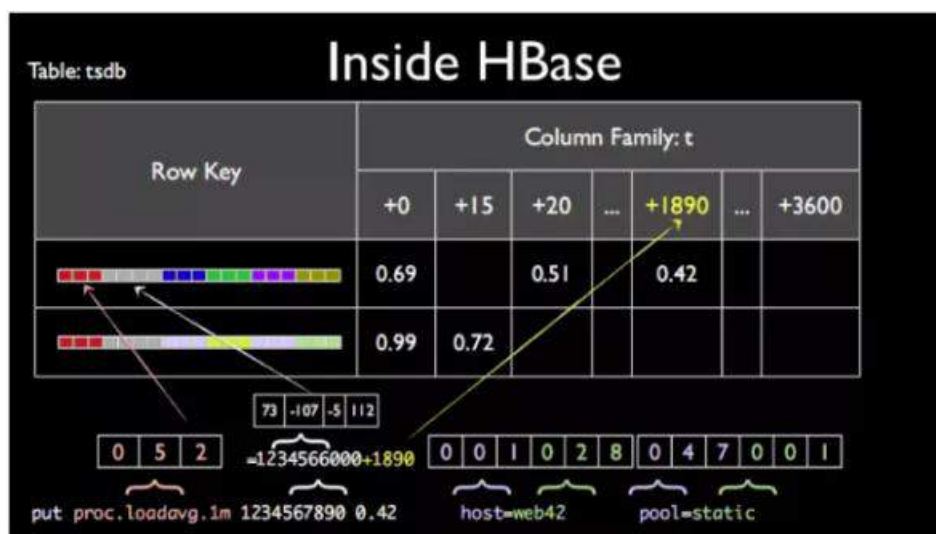 Inside HBase
Table: tsdb
Row Key
Column Family: t
+0 +15 +20 ... +1890 ... +3600
0.69 0.51 0.42
0.99 0.72
73 -107 -5 112
0 5 2 =1234566000+1890 0 0 1 0 2 8 0 4 7 0 0 1
put proc.loadavg.1m 1234567890 0.42 host=web42 pool=static